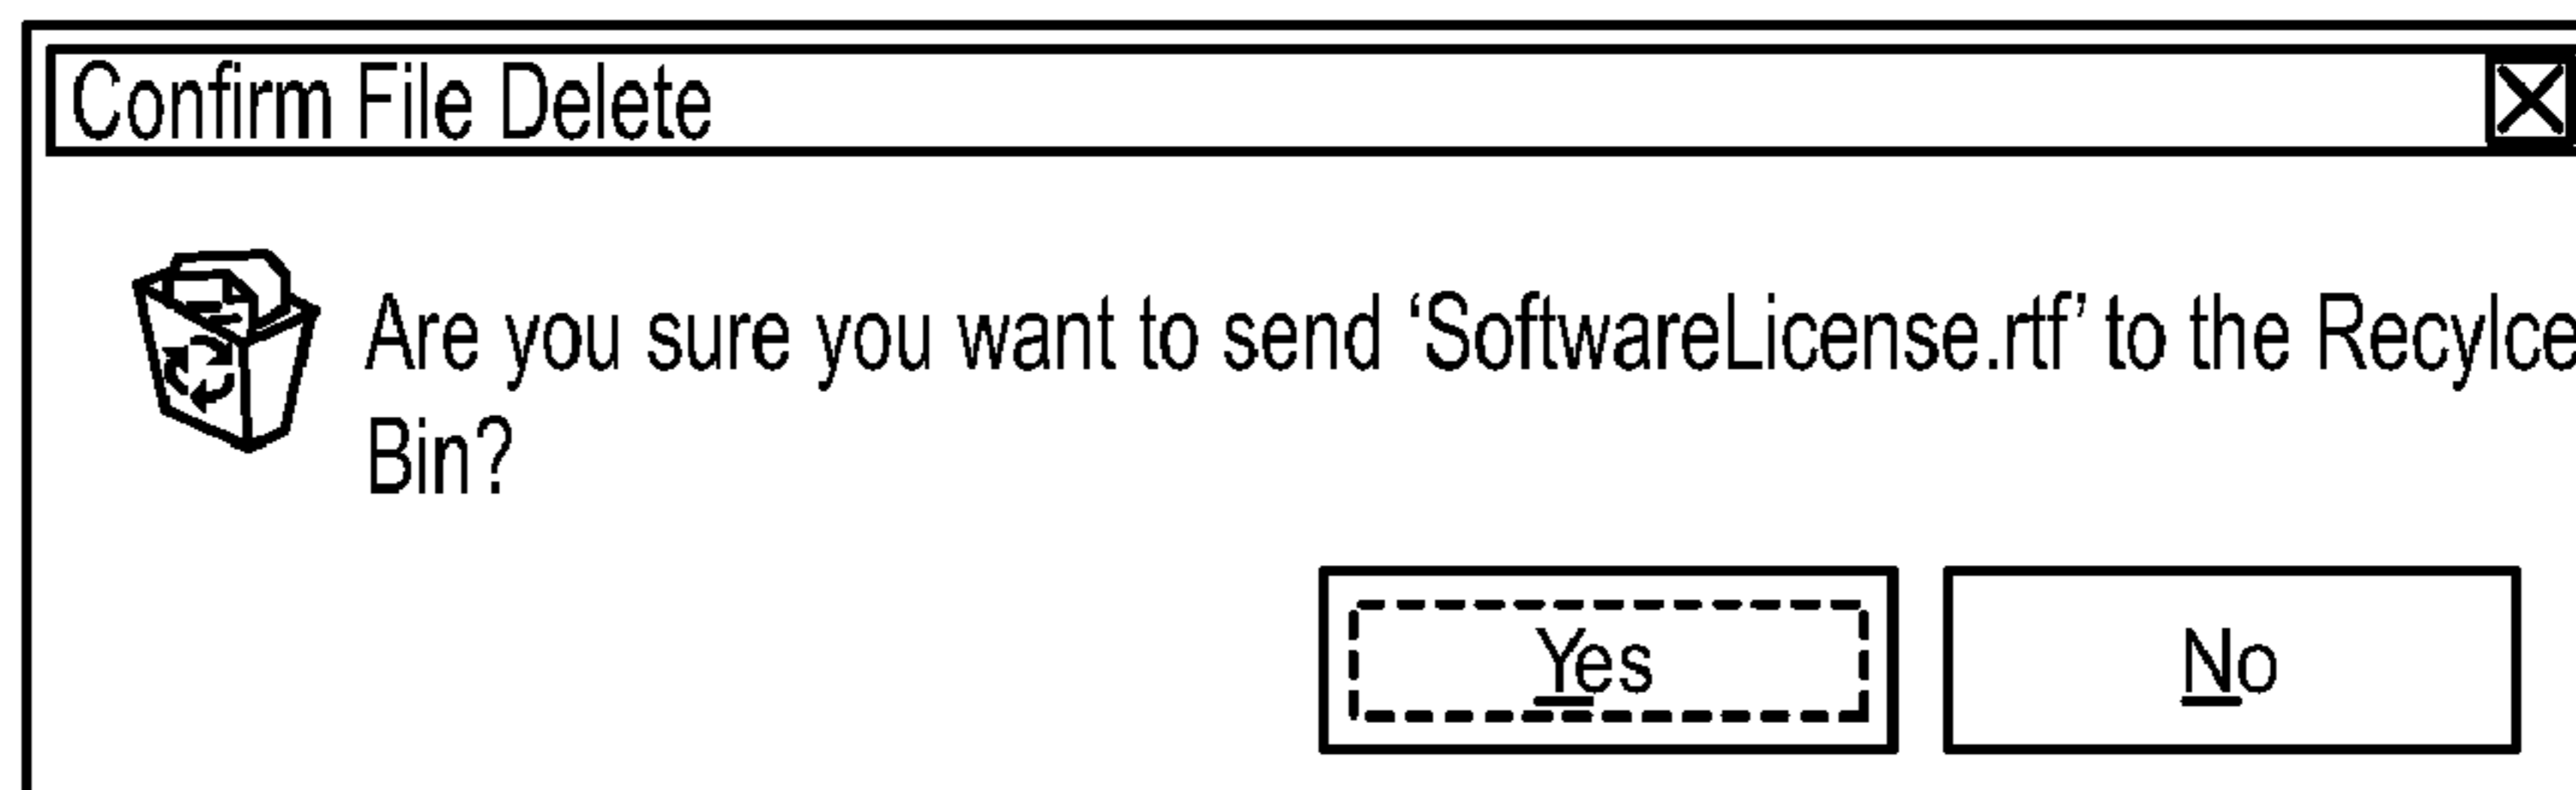 Confirm File Delete
Are you sure you want to send ‘SoftwareLicense.rtf’ to the Recylce
Bin?
Yes
No